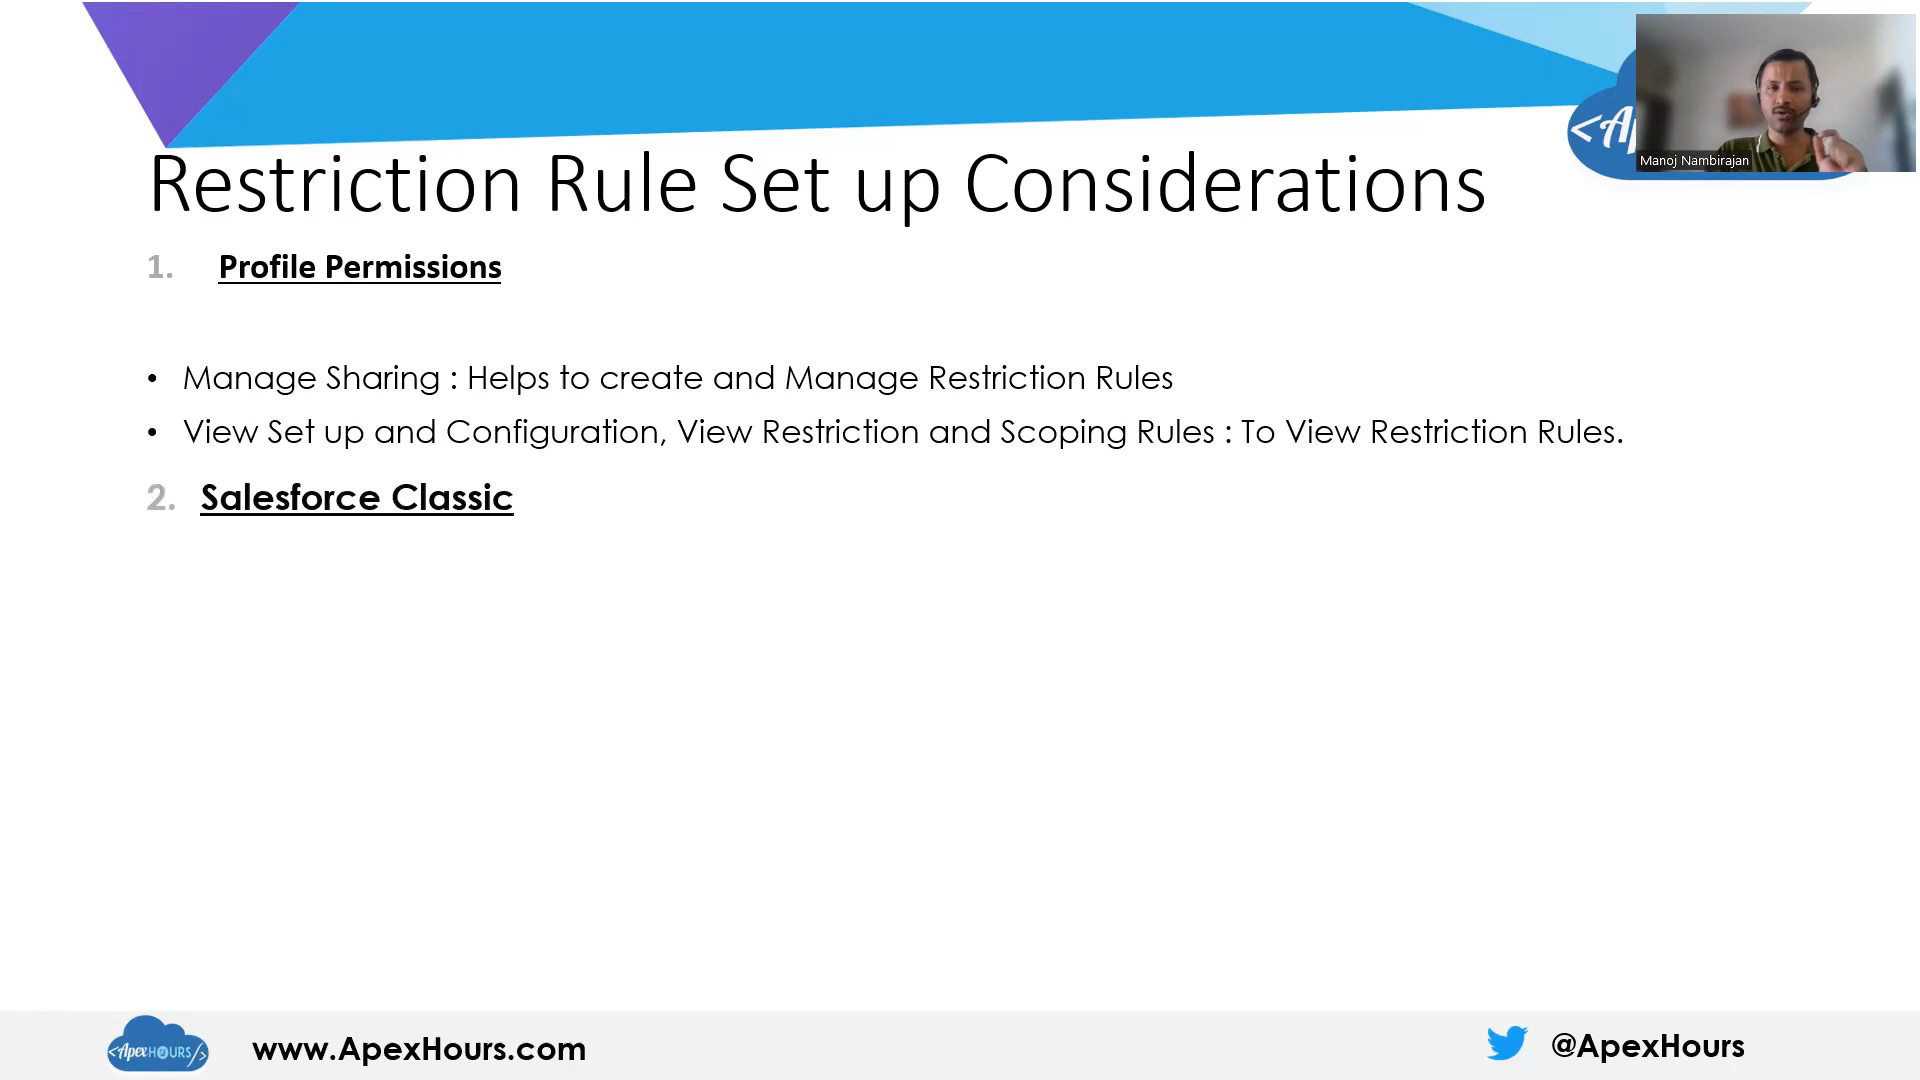 Manoj Nambirajan
Restriction Rule Set up Considerations
1. Profile Permissions
• Manage Sharing : Helps to create and Manage Restriction Rules
• View Set up and Configuration, View Restriction and Scoping Rules : To View Restriction Rules.
2. Salesforce Classic
<ApexHOURS/>
www.ApexHours.com
@ApexHours